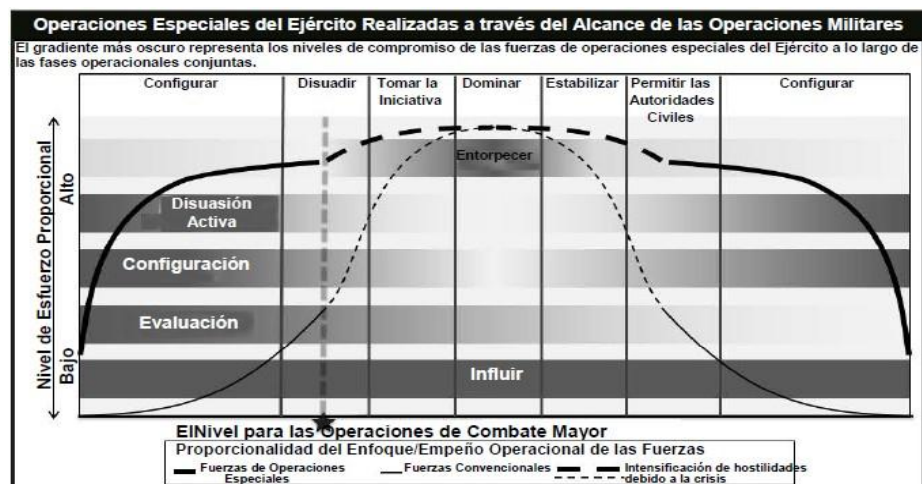 Operaciones Especiales del Ejército Realizadas a través del Alcance de las Operaciones Militares
El gradiente más oscuro representa los niveles de compromiso de las fuerzas de operaciones especiales del Ejército a lo largo de
las fases operacionales conjuntas.
Configurar
Disuadir
Tomar la
Iniciativa
Dominar
Estabilizar
Permitir las
Autoridades
Civiles
Configurar
Nivel de Esfuerzo Proporcional
Alto
Bajo
Entorpecer
Disuasión
Activa
Configuración
Evaluación
Influir
ElNivel para las Operaciones de Combate Mayor
Proporcionalidad del Enfoque/Empeño Operacional de las Fuerzas
Fuerzas de Operaciones
Especiales
Fuerzas Convencionales
Intensificación de hostilidades
debido a la crisis